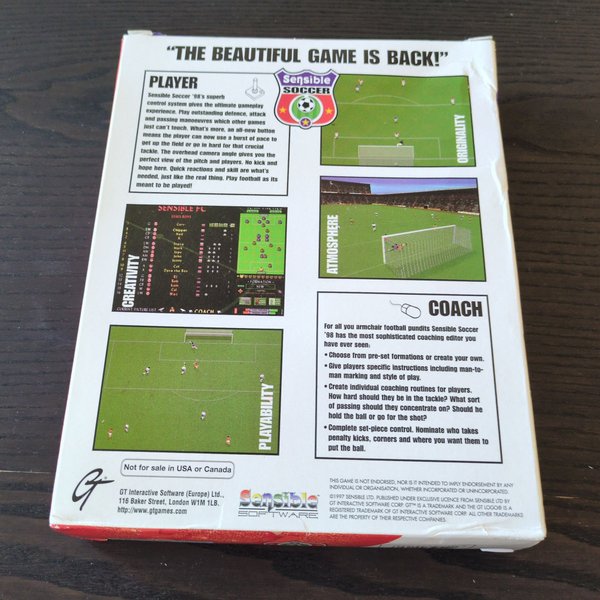 "THE BEAUTIFUL GAME IS BACK!"
PLAYER
Sensible Soccer '98's superb
control system gives the ultimate gameplay
experience. Play outstanding defence, attack
and passing manoeuvres which other games
just can't touch. What's more, an all-new button
means the player can now use a burst of pace to
get up the field or go in hard for that crucial
tackle. The overhead camera angle gives you the
perfect view of the pitch and players. No kick and
hope here. Quick reactions and skill are what's
needed, just like the real thing. Play football as its
meant to be played!
Sensible
SOCCER
ORIGINALITY
SENSIBLE FC
CREATIVITY
COACH
ATMOSPHERE
PLAYABILITY
COACH
For all you armchair football pundits Sensible Soccer
'98 has the most sophisticated coaching editor you
have ever seen:
• Choose from pre-set formations or create your own.
• Give players specific instructions including man-to-
man marking and style of play.
• Create individual coaching routines for players.
How hard should they be in the tackle? What sort
of passing should they concentrate on? Should he
hold the ball or go for the shot?
• Complete set-piece control. Nominate who takes
penalty kicks, corners and where you want them to
put the ball.
Not for sale in USA or Canada
GT
GT Interactive Software (Europe) Ltd.,
116 Baker Street, London W1M 1LB.
http://www.gtgames.com
Sensible
SOFTWARE
THIS GAME IS NOT ENDORSED, NOR IS IT INTENDED TO IMPLY ENDORSEMENT BY ANY
INDIVIDUAL OR ORGANISATION, WHETHER INCORPORATED OR UNINCORPORATED.
©1997 SENSIBLE LTD. PUBLISHED UNDER EXCLUSIVE LICENCE FROM SENSIBLE LTD BY
GT INTERACTIVE SOFTWARE CORP. GT™ IS A TRADEMARK AND THE GT LOGO® IS A
REGISTERED TRADEMARK OF GT INTERACTIVE SOFTWARE CORP. ALL OTHER TRADEMARKS
ARE THE PROPERTY OF THEIR RESPECTIVE COMPANIES.